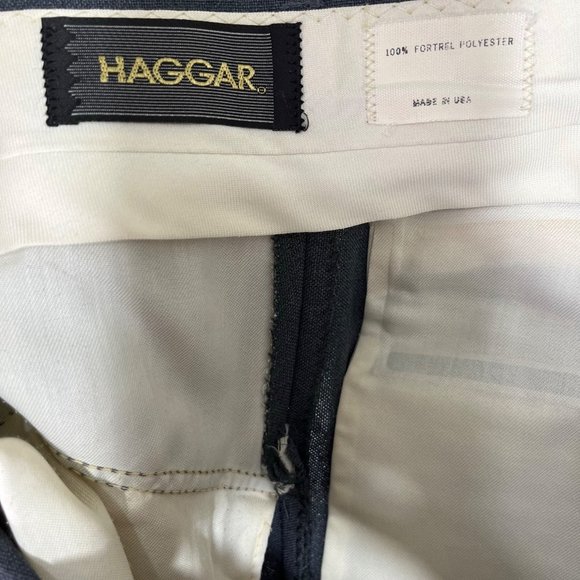 HAGGAR
100% FORTREL POLYESTER
MADE IN USA